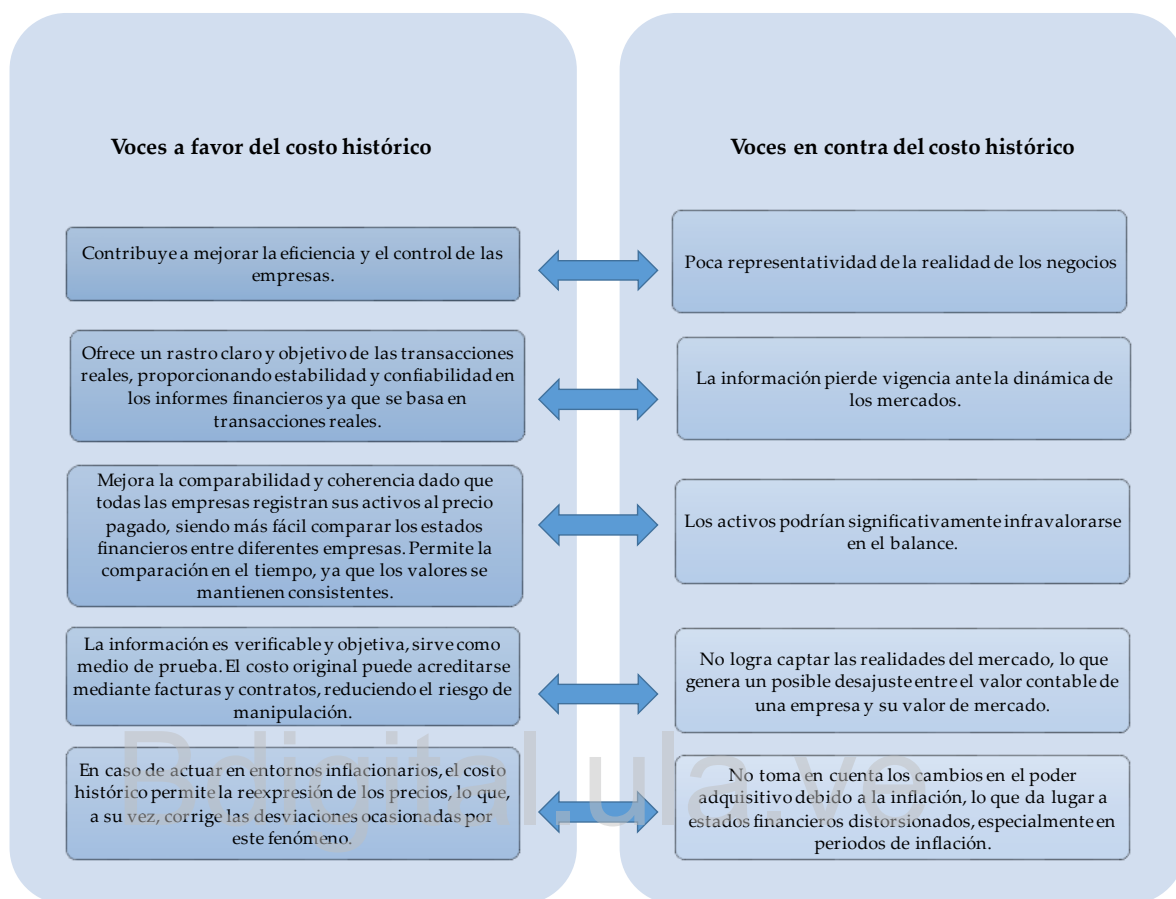 Voces a favor del costo histórico
Contribuye a mejorar la eficiencia y el control de las
empresas.
Ofrece un rastro claro y objetivo de las transacciones
reales, proporcionando estabilidad y confiabilidad en
los informes financieros ya que se basa en
transacciones reales.
Mejora la comparabilidad y coherencia dado que
todas las empresas registran sus activos al precio
pagado, siendo más fácil comparar los estados
financieros entre diferentes empresas. Permite la
comparación en el tiempo, ya que los valores se
mantienen consistentes.
La información es verificable y objetiva, sirve como
medio de prueba. El costo original puede acreditarse
mediante facturas y contratos, reduciendo el riesgo de
manipulación.
En caso de actuar en entornos inflacionarios, el costo
histórico permite la reexpresión de los precios, lo que,
a su vez, corrige las desviaciones ocasionadas por
este fenómeno.
Voces en contra del costo histórico
Poca representatividad de la realidad de los negocios
La información pierde vigencia ante la dinámica de
los mercados.
Los activos podrían significativamente infravalorarse
en el balance.
No logra captar las realidades del mercado, lo que
genera un posible desajuste entre el valor contable de
una empresa y su valor de mercado.
No toma en cuenta los cambios en el poder
adquisitivo debido a la inflación, lo que da lugar a
estados financieros distorsionados, especialmente en
periodos de inflación.
Bdigital.ula.ve